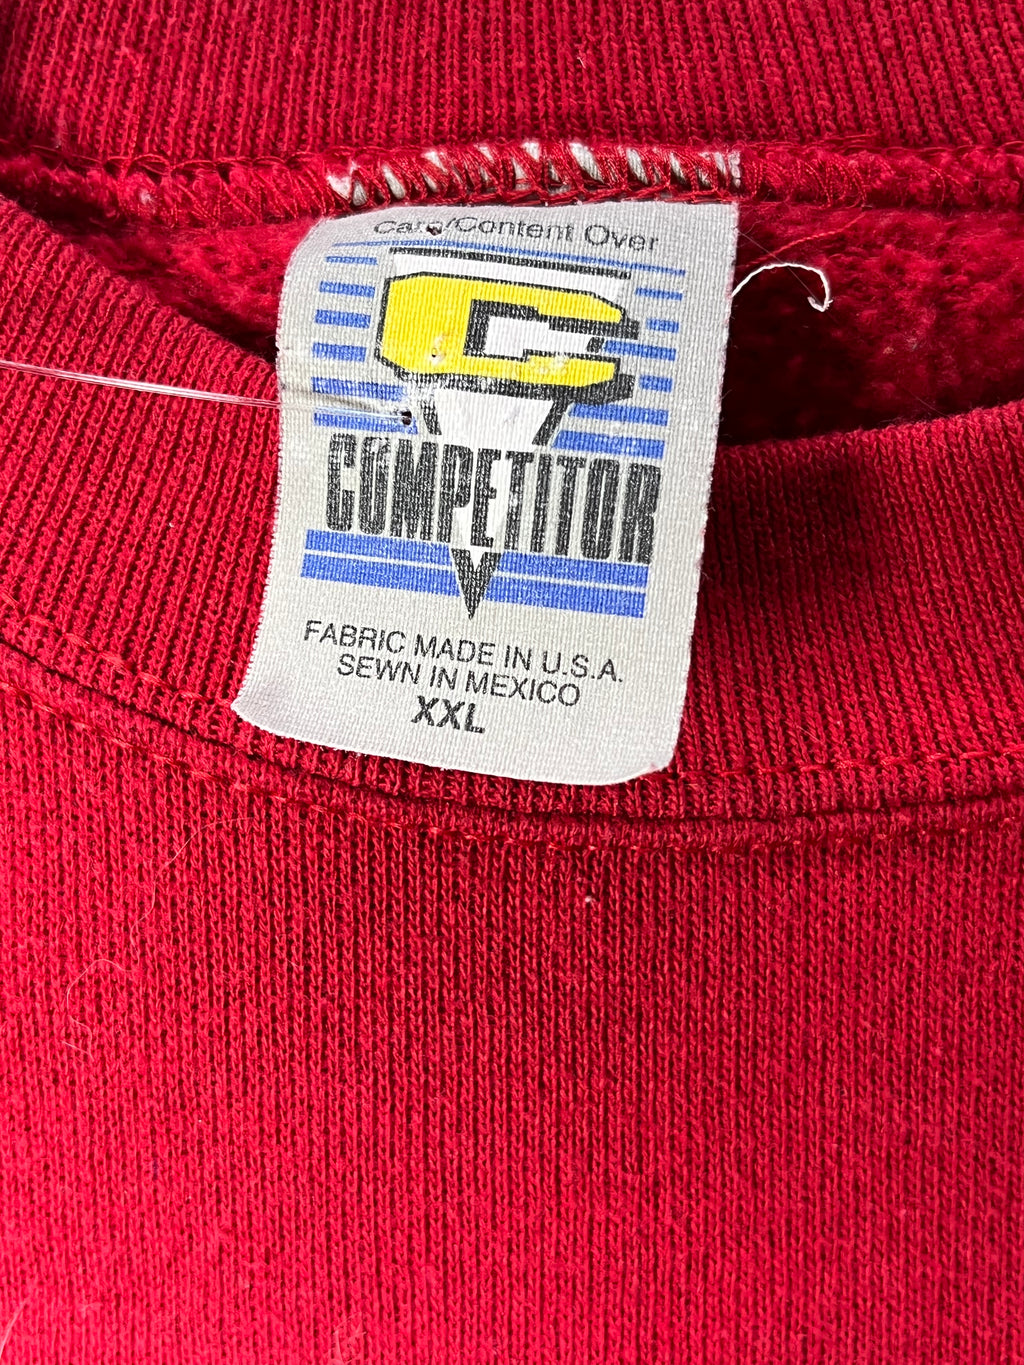 Care/Content Over
C
COMPETITOR
FABRIC MADE IN U.S.A.
SEWN IN MEXICO
XXL